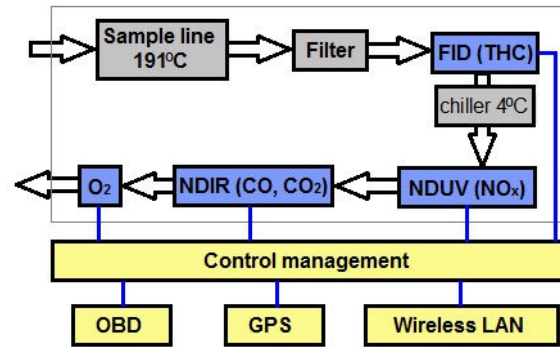 Sample line
191⁰C
Filter
FID (THC)
chiller 4⁰C
O₂
NDIR (CO, CO₂)
NDUV (NOₓ)
Control management
OBD
GPS
Wireless LAN